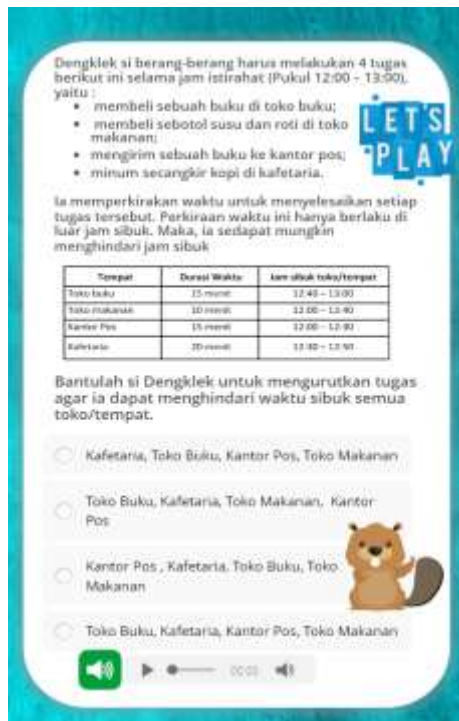 Dengklek si berang-berang harus melakukan 4 tugas
berikut ini selama jam istirahat (Pukul 12:00 - 13:00),
yaitu :
• membeli sebuah buku di toko buku;
• membeli sebotol susu dan roti di toko
makanan;
• mengirim sebuah buku ke kantor pos;
• minum secangkir kopi di kafetaria.
LET'S
PLAY
Ia memperkirakan waktu untuk menyelesaikan setiap
tugas tersebut. Perkiraan waktu ini hanya berlaku di
luar jam sibuk. Maka, ia sedapat mungkin
menghindari jam sibuk
Tempat Durasi Waktu Jam sibuk toko/tempat
Toko buku 15 menit 12:40 - 13:00
Toko makanan 10 menit 12:00 - 12:40
Kantor Pos 15 menit 12:00 - 12:30
Kafetaria 20 menit
Bantulah si Dengklek untuk mengurutkan tugas
agar ia dapat menghindari waktu sibuk semua
toko/tempat.
Kafetaria, Toko Buku, Kantor Pos, Toko Makanan
Toko Buku, Kafetaria, Toko Makanan, Kantor
Pos
Kantor Pos , Kafetaria, Toko Buku, Toko
Makanan
Toko Buku, Kafetaria, Kantor Pos, Toko Makanan